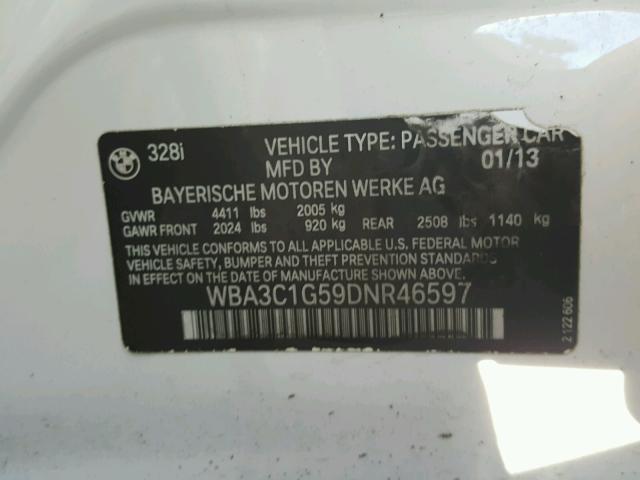 BMW 328i VEHICLE TYPE: PASSENGER CAR
MFD BY 01/13
BAYERISCHE MOTOREN WERKE AG
GVWR 4411 lbs 2005 kg
GAWR FRONT 2024 lbs 920 kg REAR 2508 lbs 1140 kg
THIS VEHICLE CONFORMS TO ALL APPLICABLE U.S. FEDERAL MOTOR
VEHICLE SAFETY, BUMPER AND THEFT PREVENTION STANDARDS
IN EFFECT ON THE DATE OF MANUFACTURE SHOWN ABOVE.
WBA3C1G59DNR46597
2 122 606